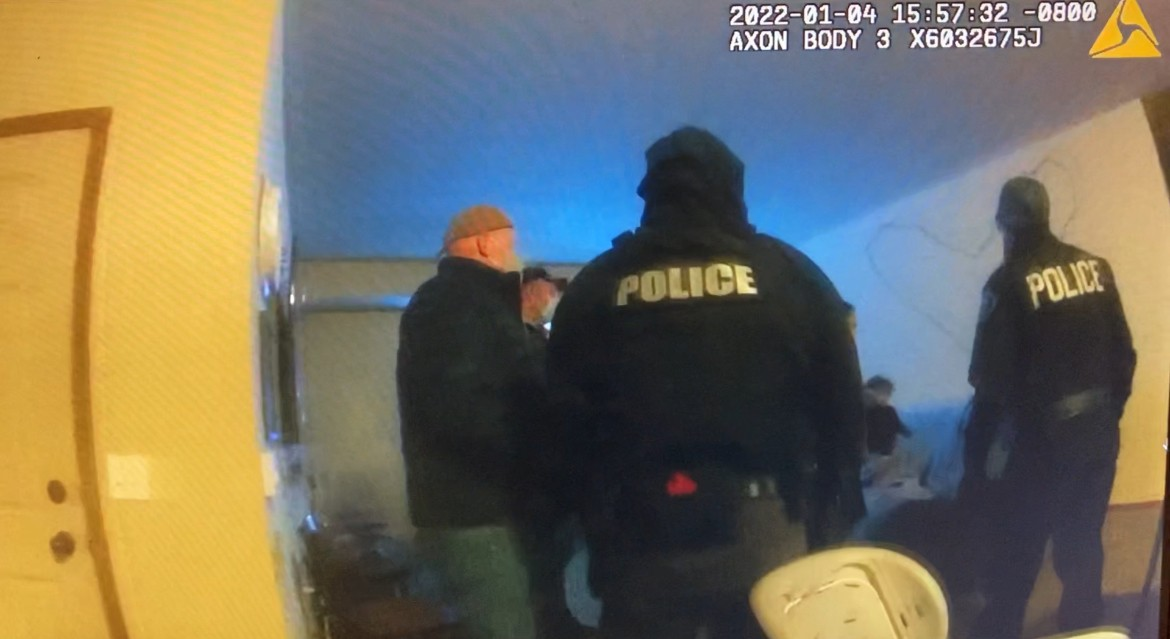 2022-01-04 15:57:32 -0800
AXON BODY 3 X6032675J
POLICE
POLICE